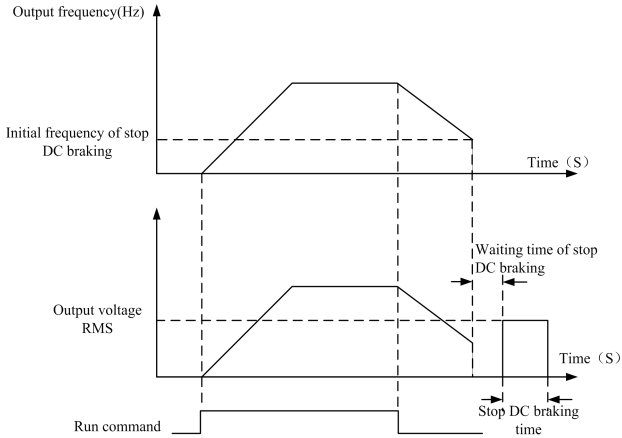 Output frequency(Hz)
Initial frequency of stop
DC braking
Time（S）
Waiting time of stop
DC braking
Output voltage
RMS
Time（S）
Stop DC braking
time
Run command